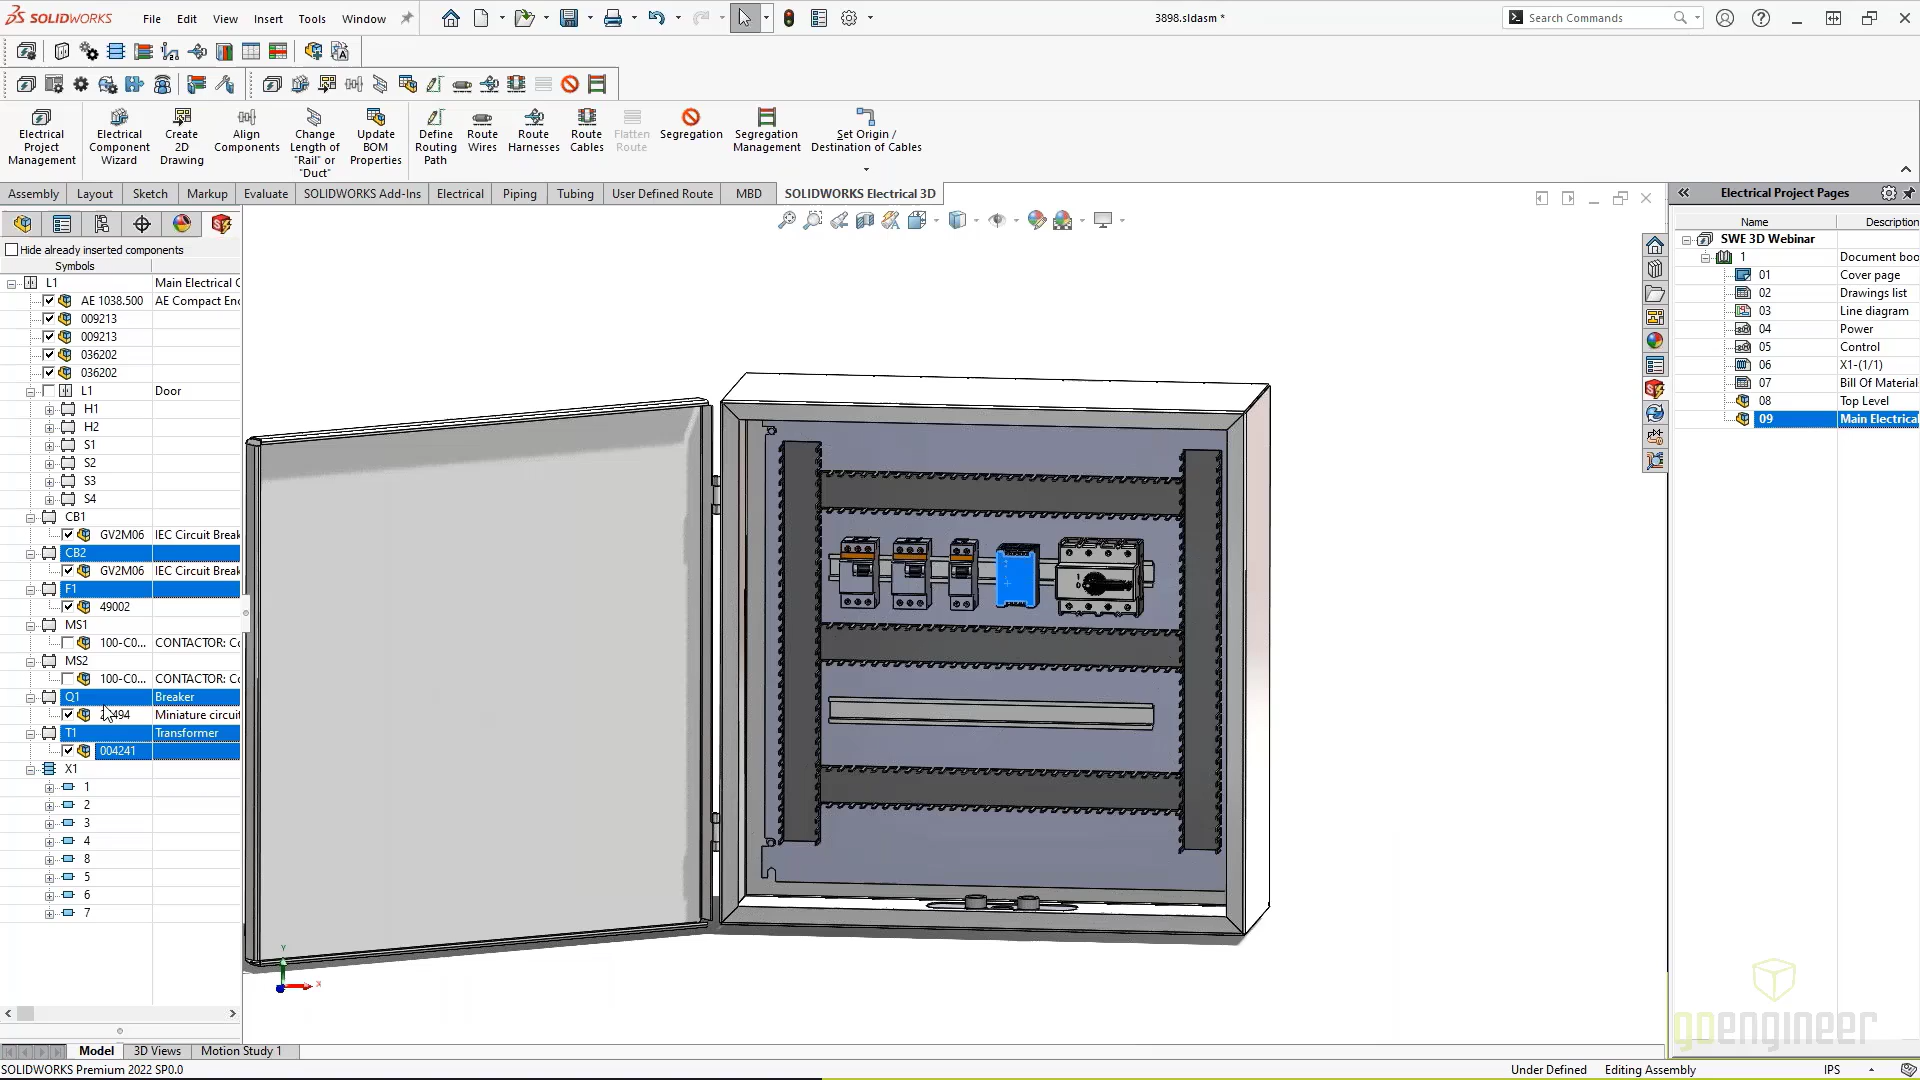 SOLIDWORKS
File Edit View Insert Tools Window
3898.sldasm *
Search Commands
Electrical Project Management
Electrical Component Wizard
Create 2D Drawing
Align Components
Change Length of "Rail" or "Duct"
Update BOM Properties
Define Routing Path
Route Wires
Route Harnesses
Route Cables
Flatten Route
Segregation
Segregation Management
Set Origin / Destination of Cables
Assembly Layout Sketch Markup Evaluate SOLIDWORKS Add-Ins Electrical Piping Tubing User Defined Route MBD SOLIDWORKS Electrical 3D
Hide already inserted components
Symbols
L1 Main Electrical C
AE 1038.500 AE Compact Enc
009213
009213
036202
036202
L1 Door
H1
H2
S1
S2
S3
S4
CB1
GV2M06 IEC Circuit Break
CB2
GV2M06 IEC Circuit Break
F1
49002
MS1
100-C0... CONTACTOR: Co
MS2
100-C0... CONTACTOR: Co
Q1 Breaker
494 Miniature circuit
T1 Transformer
004241
X1
1
2
3
4
8
5
6
7
Y
X
Electrical Project Pages
Name Description
SWE 3D Webinar
1 Document boo
01 Cover page
02 Drawings list
03 Line diagram
04 Power
05 Control
06 X1-(1/1)
07 Bill Of Material
08 Top Level
09 Main Electrical
goengineer
Model 3D Views Motion Study 1
SOLIDWORKS Premium 2022 SP0.0
Under Defined Editing Assembly IPS